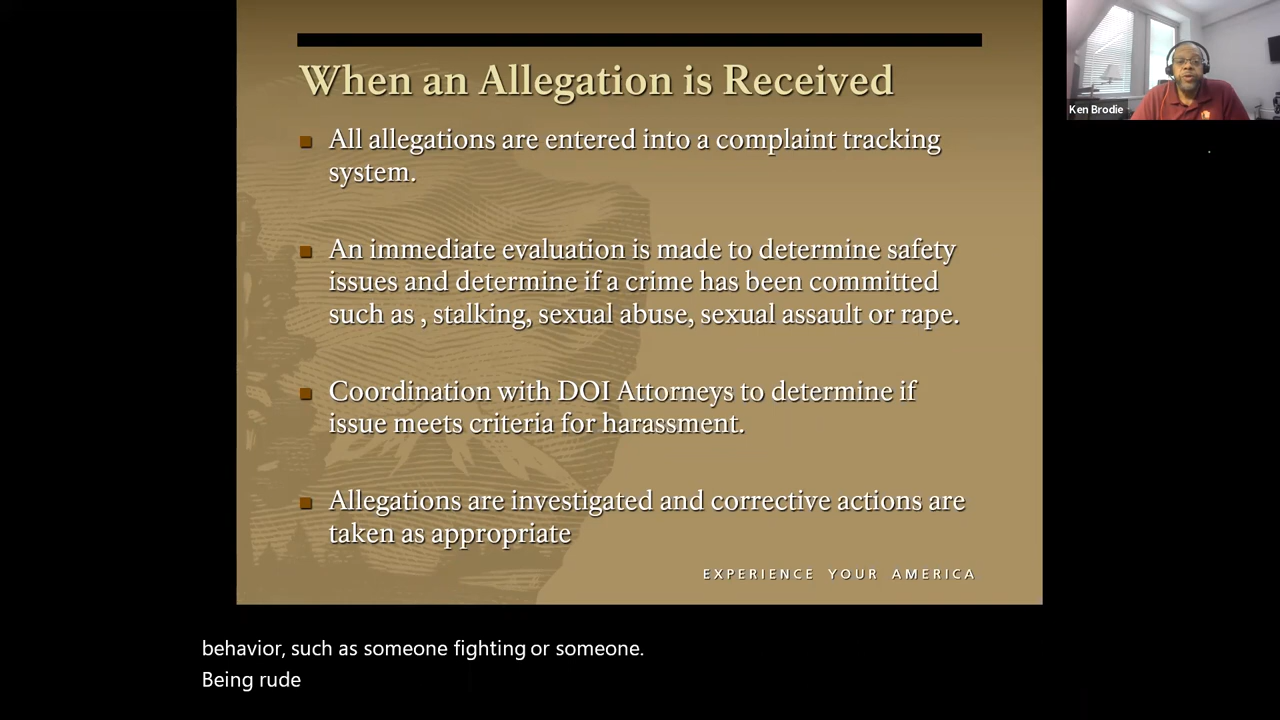 When an Allegation is Received
All allegations are entered into a complaint tracking
system.
An immediate evaluation is made to determine safety
issues and determine if a crime has been committed
such as , stalking, sexual abuse, sexual assault or rape.
Coordination with DOI Attorneys to determine if
issue meets criteria for harassment.
Allegations are investigated and corrective actions are
taken as appropriate
EXPERIENCE YOUR AMERICA
Ken Brodie
behavior, such as someone fighting or someone.
Being rude